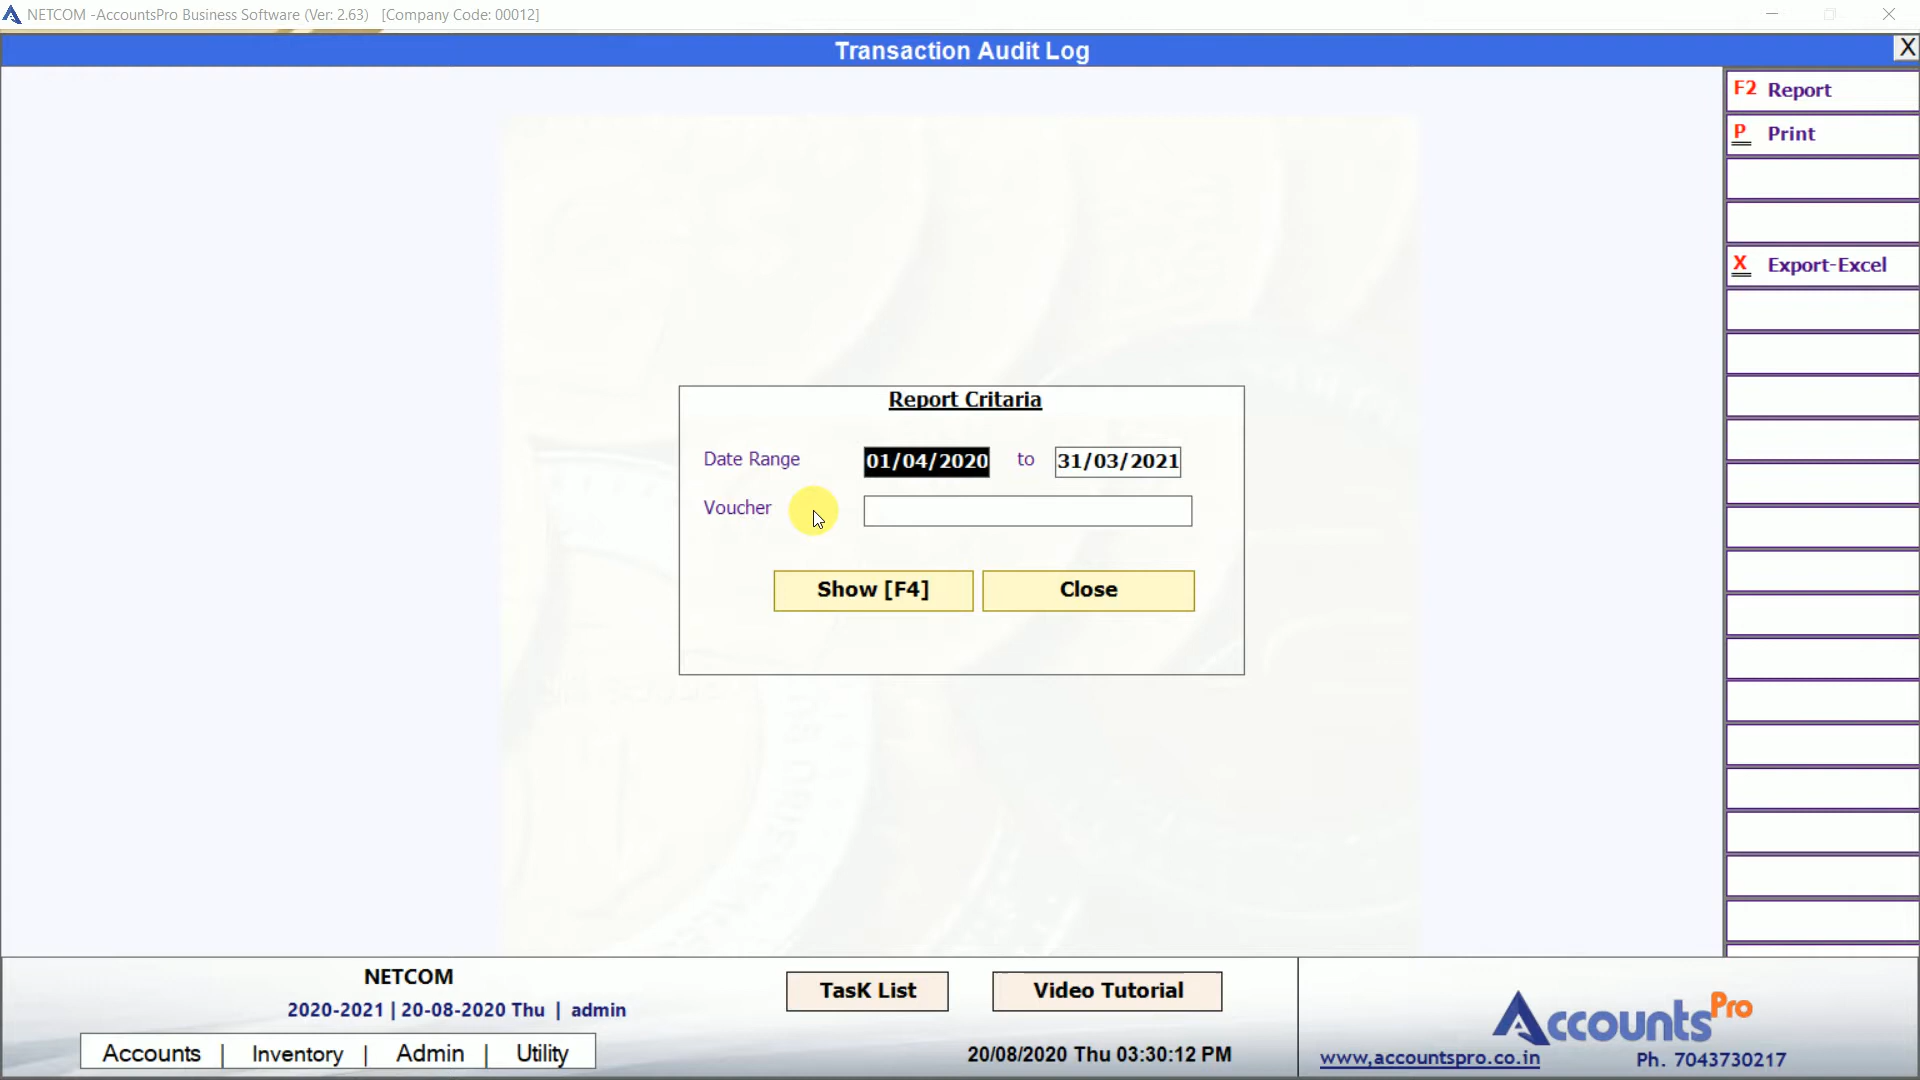 NETCOM -AccountsPro Business Software (Ver: 2.63) [Company Code: 00012]
Transaction Audit Log X
F2 Report
P Print
X Export-Excel
Report Critaria
Date Range 01/04/2020 to 31/03/2021
Voucher
Show [F4] Close
NETCOM
2020-2021 | 20-08-2020 Thu | admin
Accounts | Inventory | Admin | Utility
TasK List Video Tutorial
20/08/2020 Thu 03:30:12 PM
AccountsPro
www,accountspro.co.in Ph. 7043730217